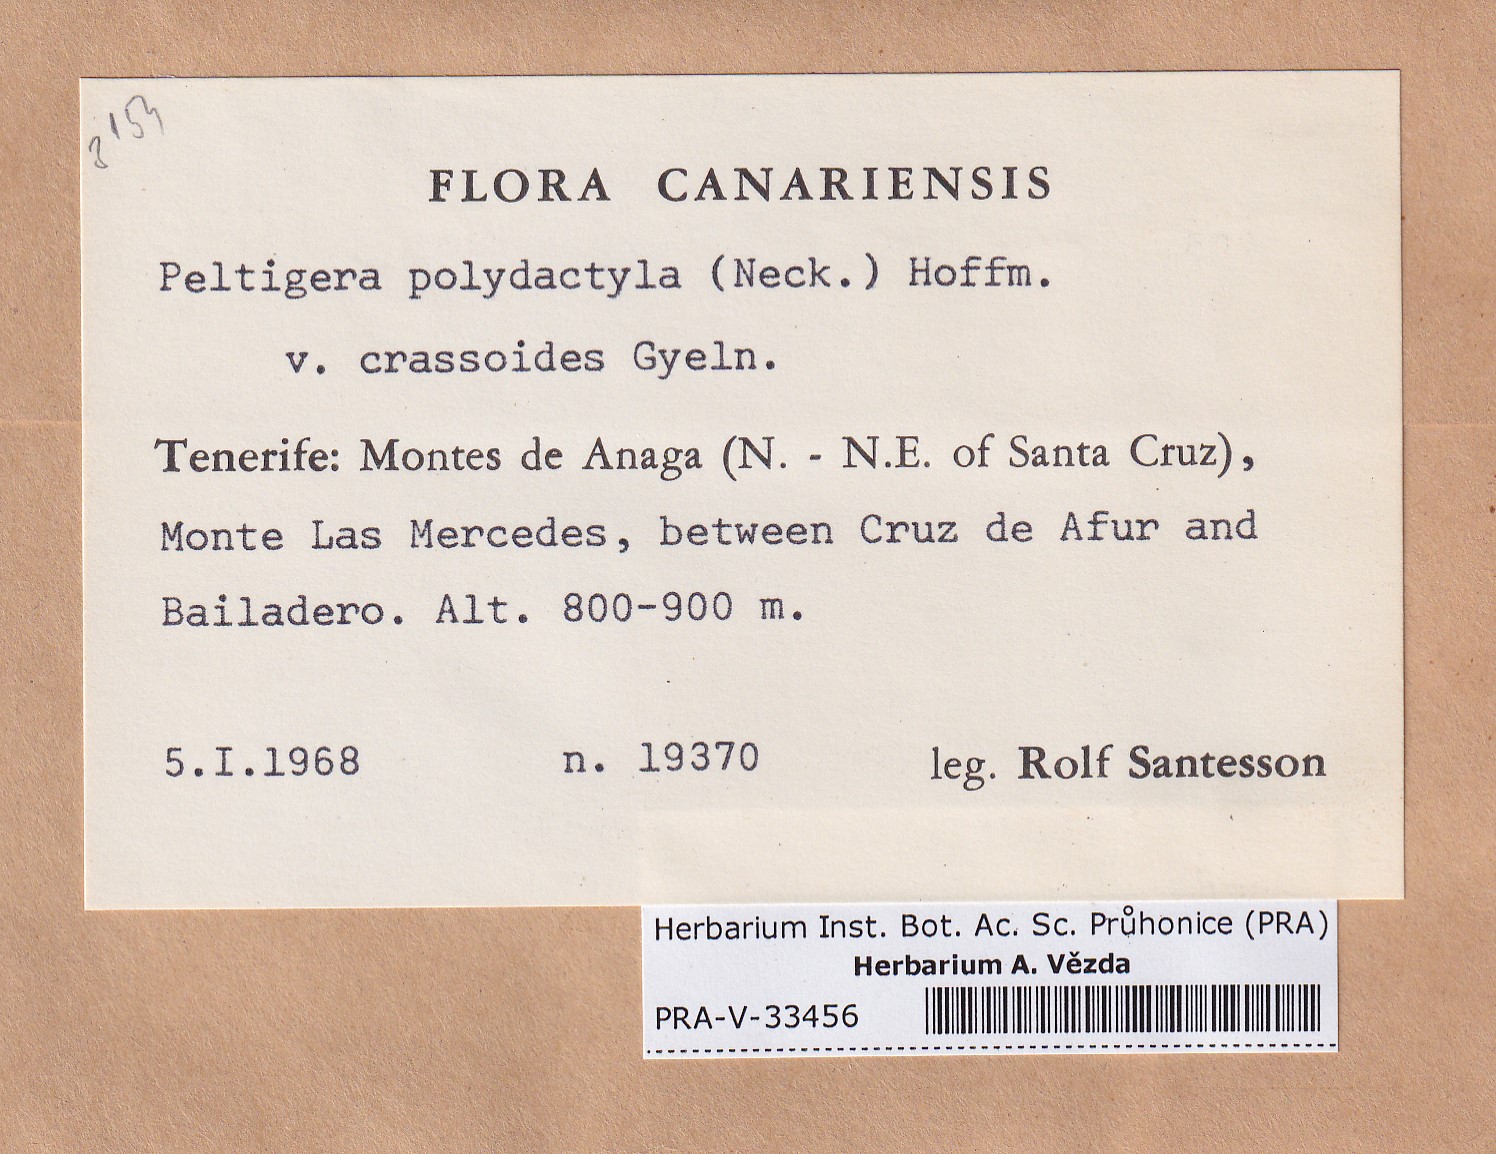 FLORA CANARIENSIS
Peltigera polydactyla (Neck.) Hoffm.
v. crassoides Gyeln.
Tenerife: Montes de Anaga (N. - N.E. of Santa Cruz),
Monte Las Mercedes, between Cruz de Afur and
Bailadero. Alt. 800-900 m.
5.I.1968 n. 19370 leg. Rolf Santesson
Herbarium Inst. Bot. Ac. Sc. Průhonice (PRA)
Herbarium A. Vězda
PRA-V-33456